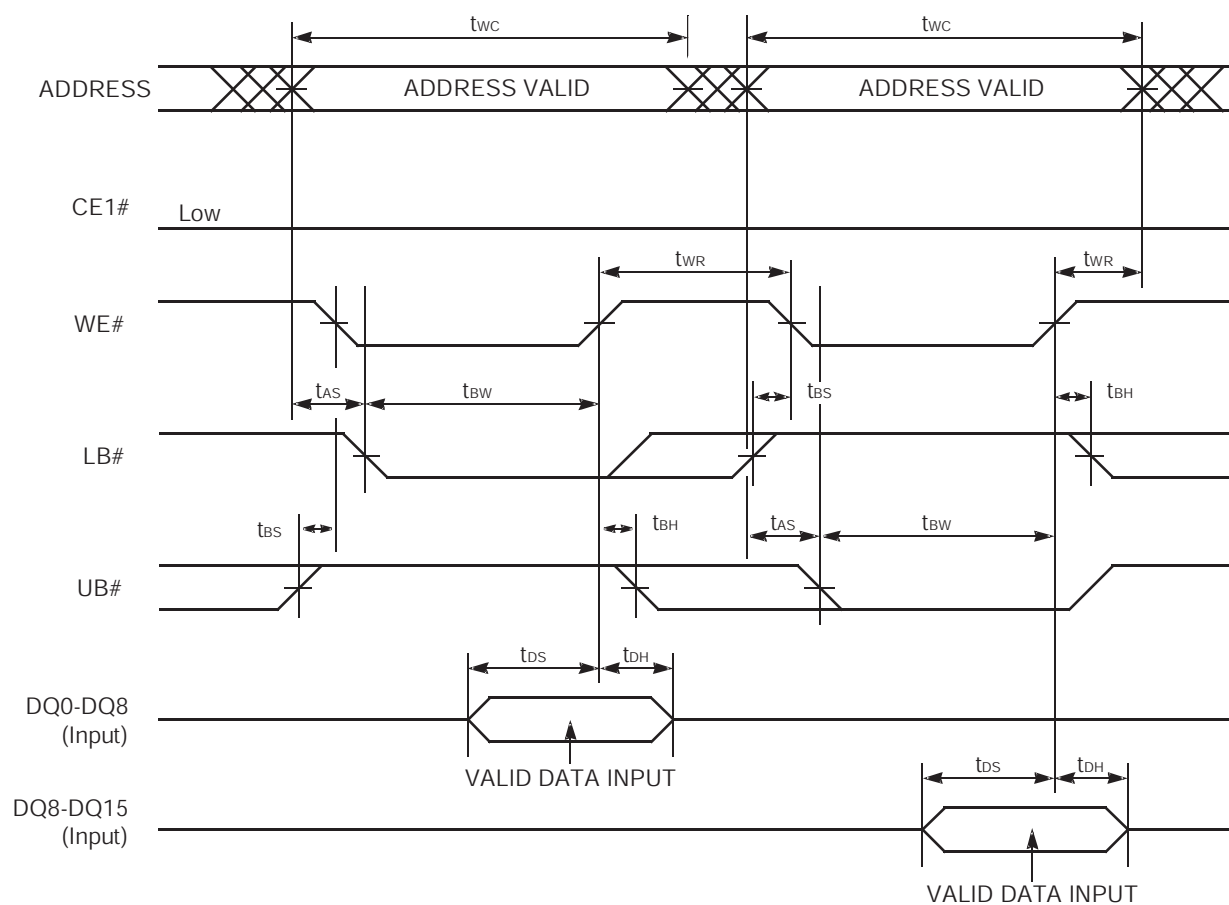 tWC tWC
ADDRESS ADDRESS VALID ADDRESS VALID
CE1# Low
tWR tWR
WE#
tAS tBW tBS tBH
LB#
tBS tBH tAS tBW
UB#
tDS tDH
DQ0-DQ8
(Input)
VALID DATA INPUT
tDS tDH
DQ8-DQ15
(Input)
VALID DATA INPUT